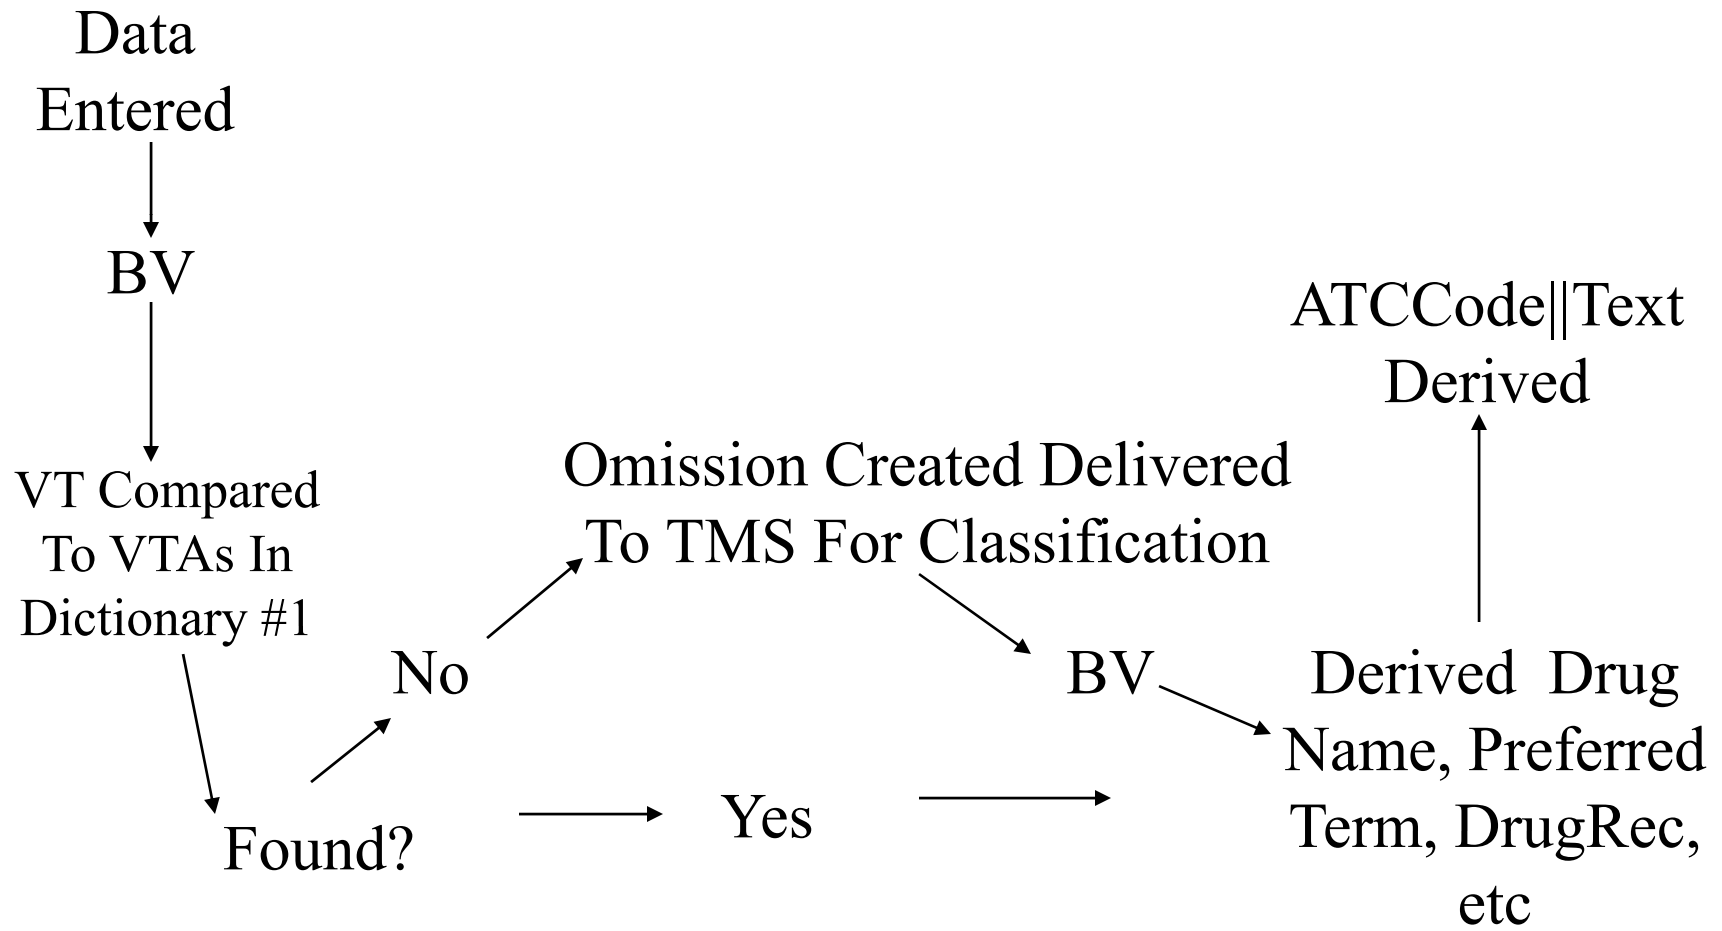 Data
Entered
BV
VT Compared
To VTAs In
Dictionary #1
Found?
No
Yes
Omission Created Delivered
To TMS For Classification
BV
Derived  Drug
Name, Preferred
Term, DrugRec,
etc
ATCCode||Text
Derived